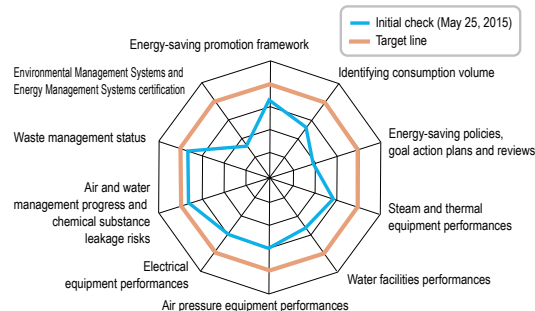 Initial check (May 25, 2015)
Target line
Energy-saving promotion framework
Identifying consumption volume
Energy-saving policies,
goal action plans and reviews
Steam and thermal
equipment performances
Water facilities performances
Air pressure equipment performances
Electrical
equipment performances
Air and water
management progress and
chemical substance
leakage risks
Waste management status
Environmental Management Systems and
Energy Management Systems certification